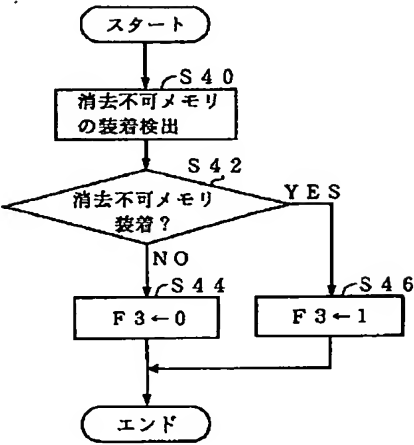 スタート
S40
消去不可メモリ
の装着検出
S42
消去不可メモリ
装着?
YES
NO
S44
F3←0
S46
F3←1
エンド